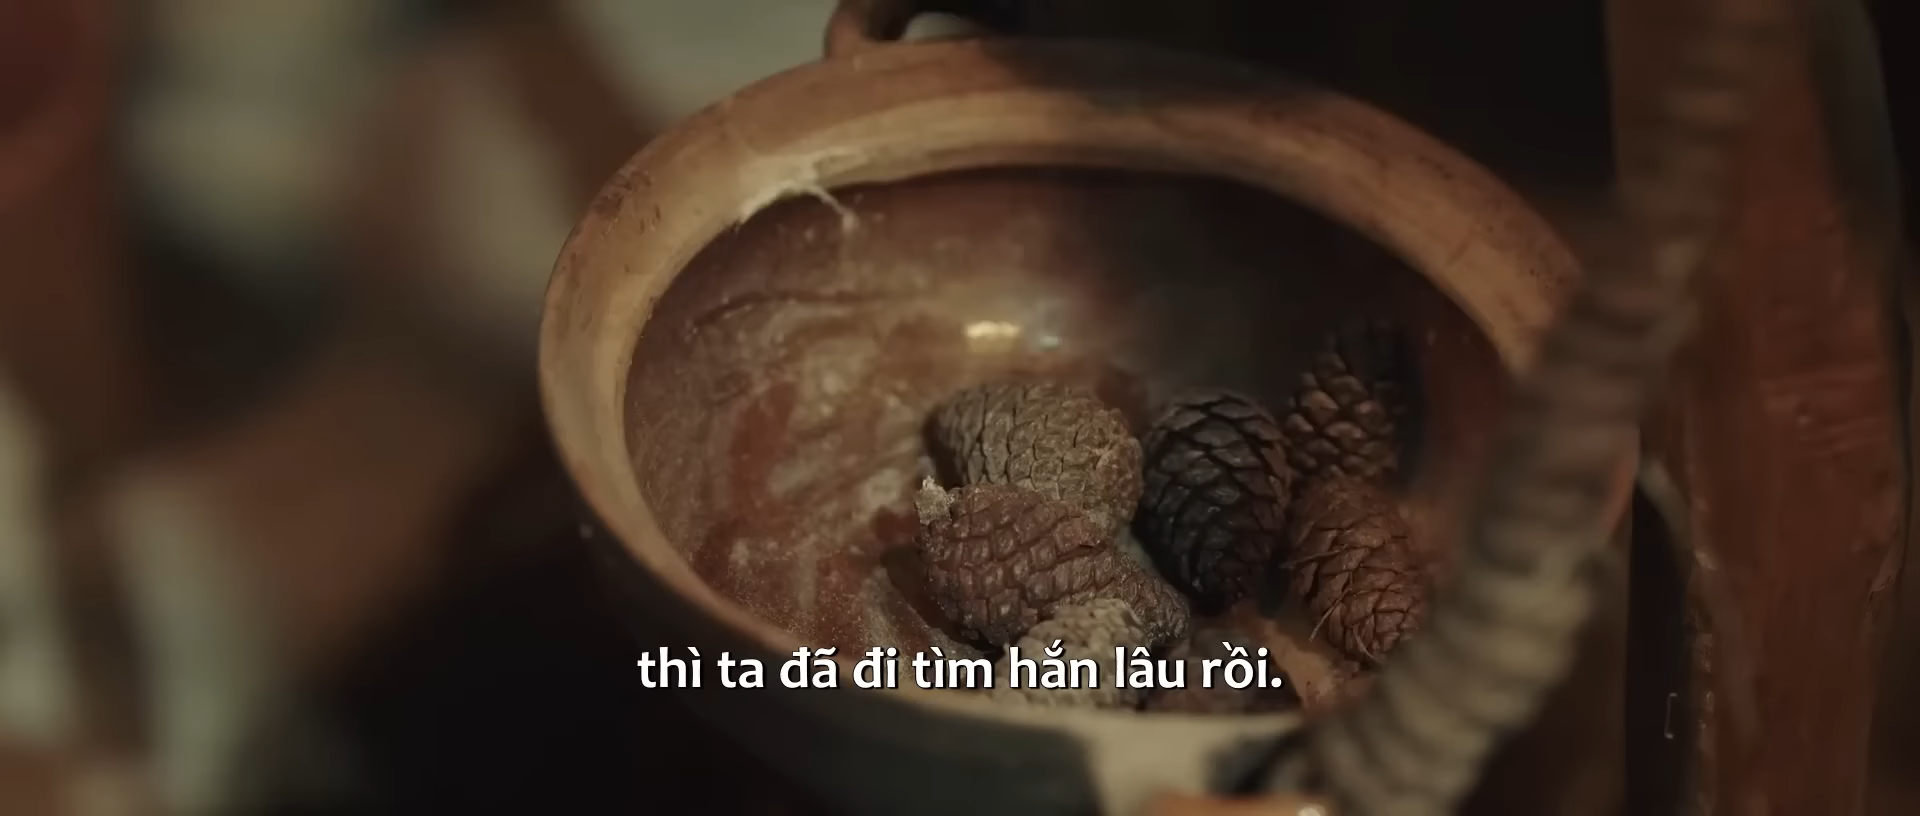 thì ta đã đi tìm hắn lâu rồi.